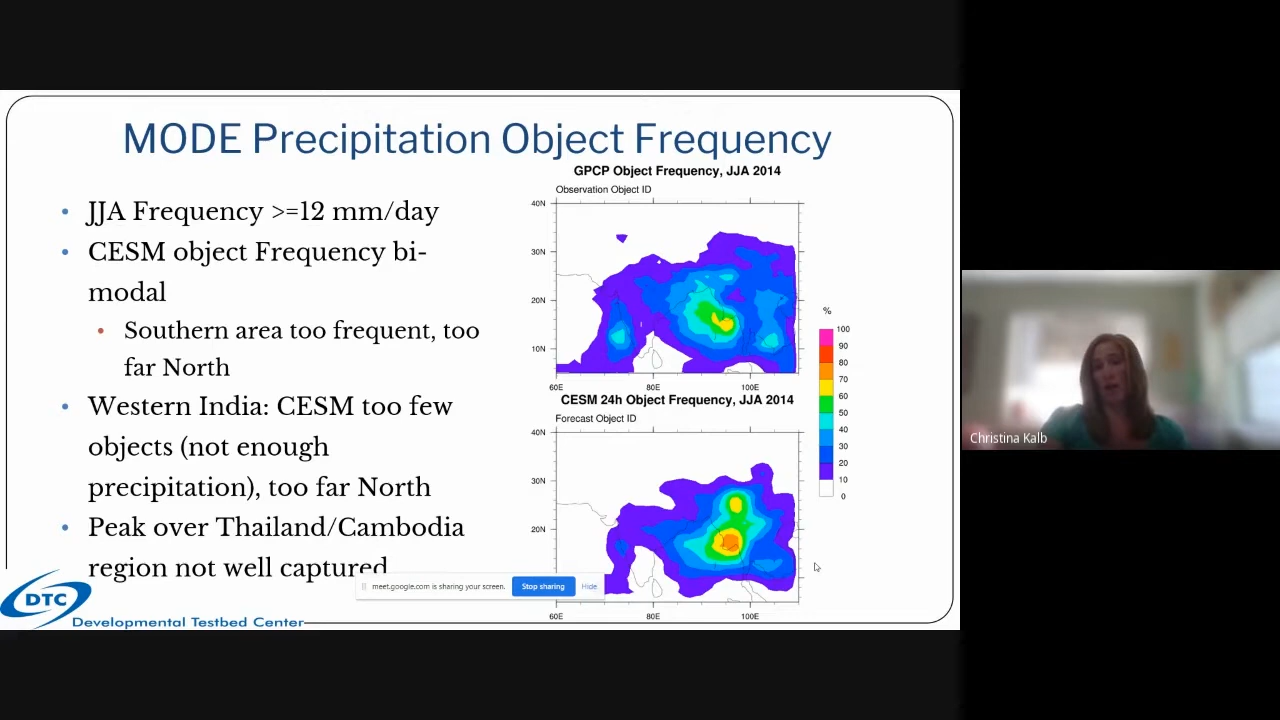 MODE Precipitation Object Frequency
• JJA Frequency >=12 mm/day
• CESM object Frequency bi-
modal
• Southern area too frequent, too
far North
• Western India: CESM too few
objects (not enough
precipitation), too far North
• Peak over Thailand/Cambodia
region not well captured
GPCP Object Frequency, JJA 2014
Observation Object ID
40N
30N
20N
10N
60E 80E 100E
CESM 24h Object Frequency, JJA 2014
Forecast Object ID
40N
30N
20N
60E 80E 100E
%
100
90
80
70
60
50
40
30
20
10
0
meet.google.com is sharing your screen. Stop sharing Hide
DTC
Developmental Testbed Center
Christina Kalb